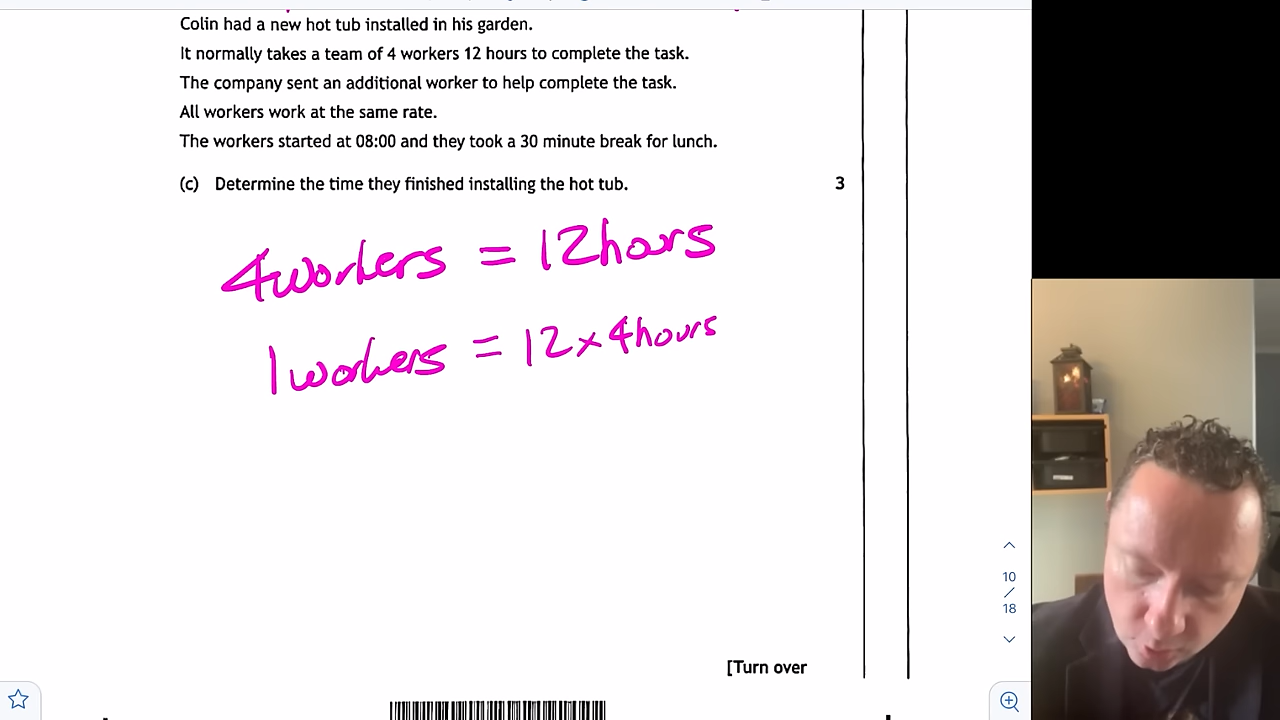 Colin had a new hot tub installed in his garden.
It normally takes a team of 4 workers 12 hours to complete the task.
The company sent an additional worker to help complete the task.
All workers work at the same rate.
The workers started at 08:00 and they took a 30 minute break for lunch.
(c) Determine the time they finished installing the hot tub. 3
4workers = 12hours
1workers = 12×4hours
10
/
18
[Turn over